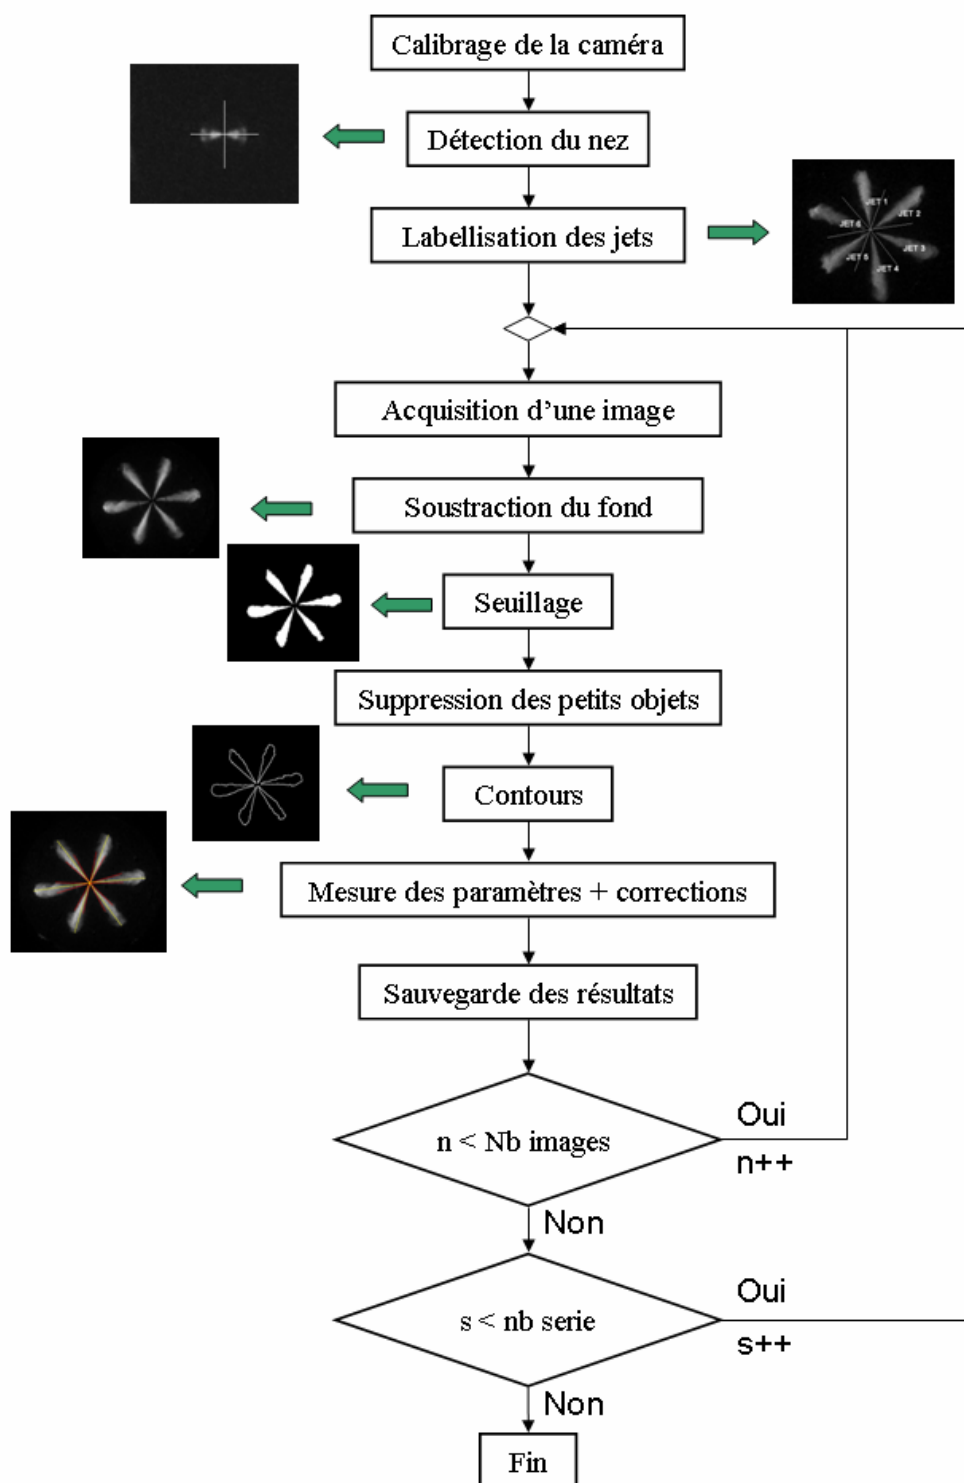 Calibrage de la caméra
Détection du nez
Labellisation des jets
JET 1
JET 2
JET 3
JET 4
JET 5
JET 6
Acquisition d’une image
Soustraction du fond
Seuillage
Suppression des petits objets
Contours
Mesure des paramètres + corrections
Sauvegarde des résultats
n < Nb images
Oui
n++
Non
s < nb serie
Oui
s++
Non
Fin